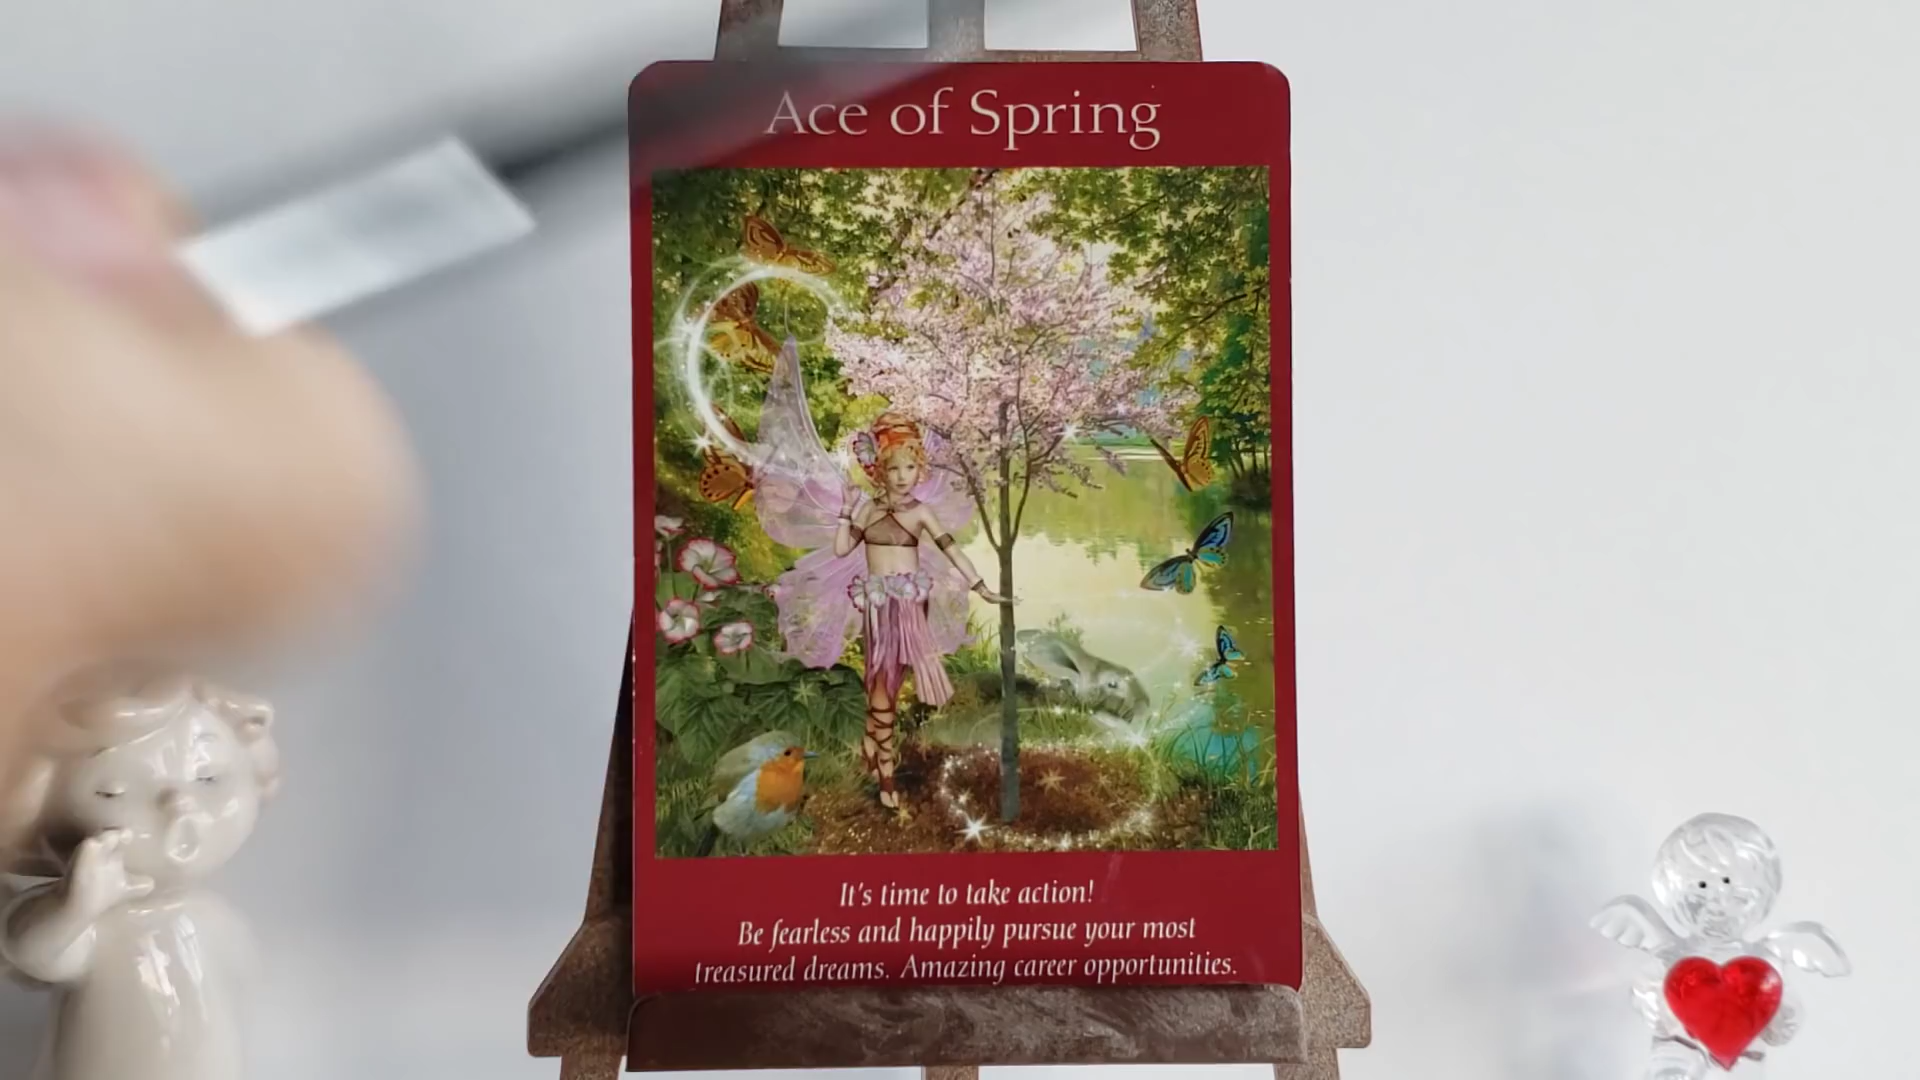 Ace of Spring
It's time to take action!
Be fearless and happily pursue your most
treasured dreams. Amazing career opportunities.